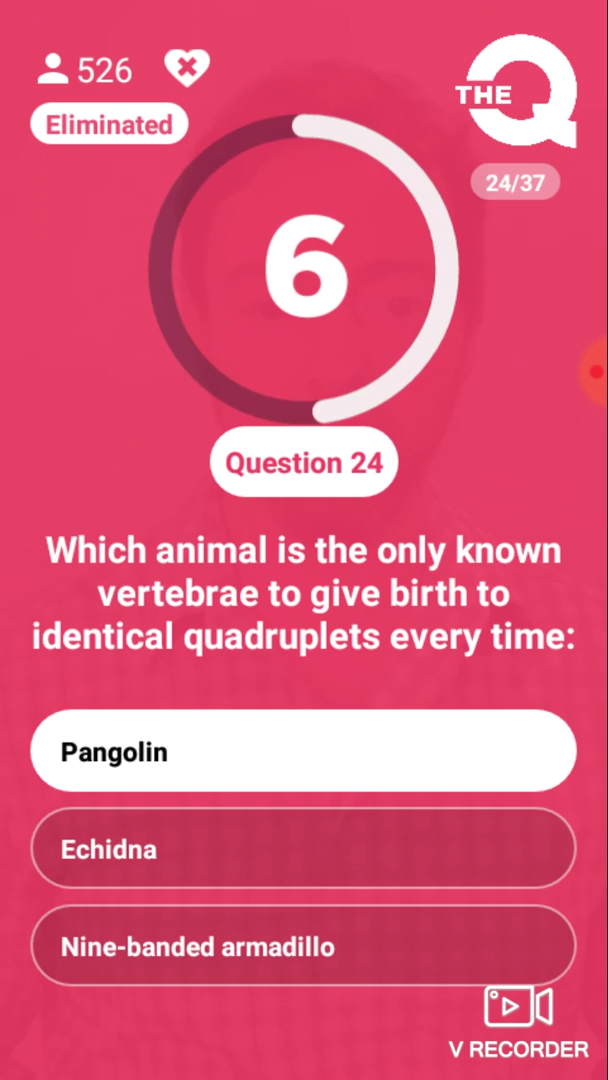 526
THE Q
Eliminated
24/37
6
Question 24
Which animal is the only known
vertebrae to give birth to
identical quadruplets every time:
Pangolin
Echidna
Nine-banded armadillo
V RECORDER